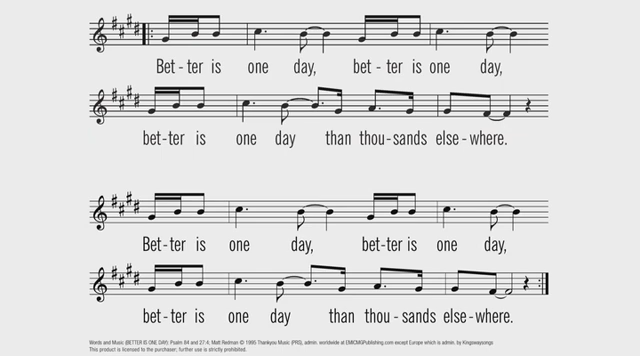 Bet - ter is one day, bet - ter is one day,
bet - ter is one day than thou - sands else - where.
Bet - ter is one day, bet - ter is one day,
bet - ter is one day than thou - sands else - where.
Words and Music (BETTER IS ONE DAY); Psalm 84 and 27:4; Matt Redman © 1995 Thankyou Music (PRS), admin. worldwide at EMICMGPublishing.com except Europe which is admin. by Kingswaysongs
This product is licensed to the purchaser; further use is strictly prohibited.